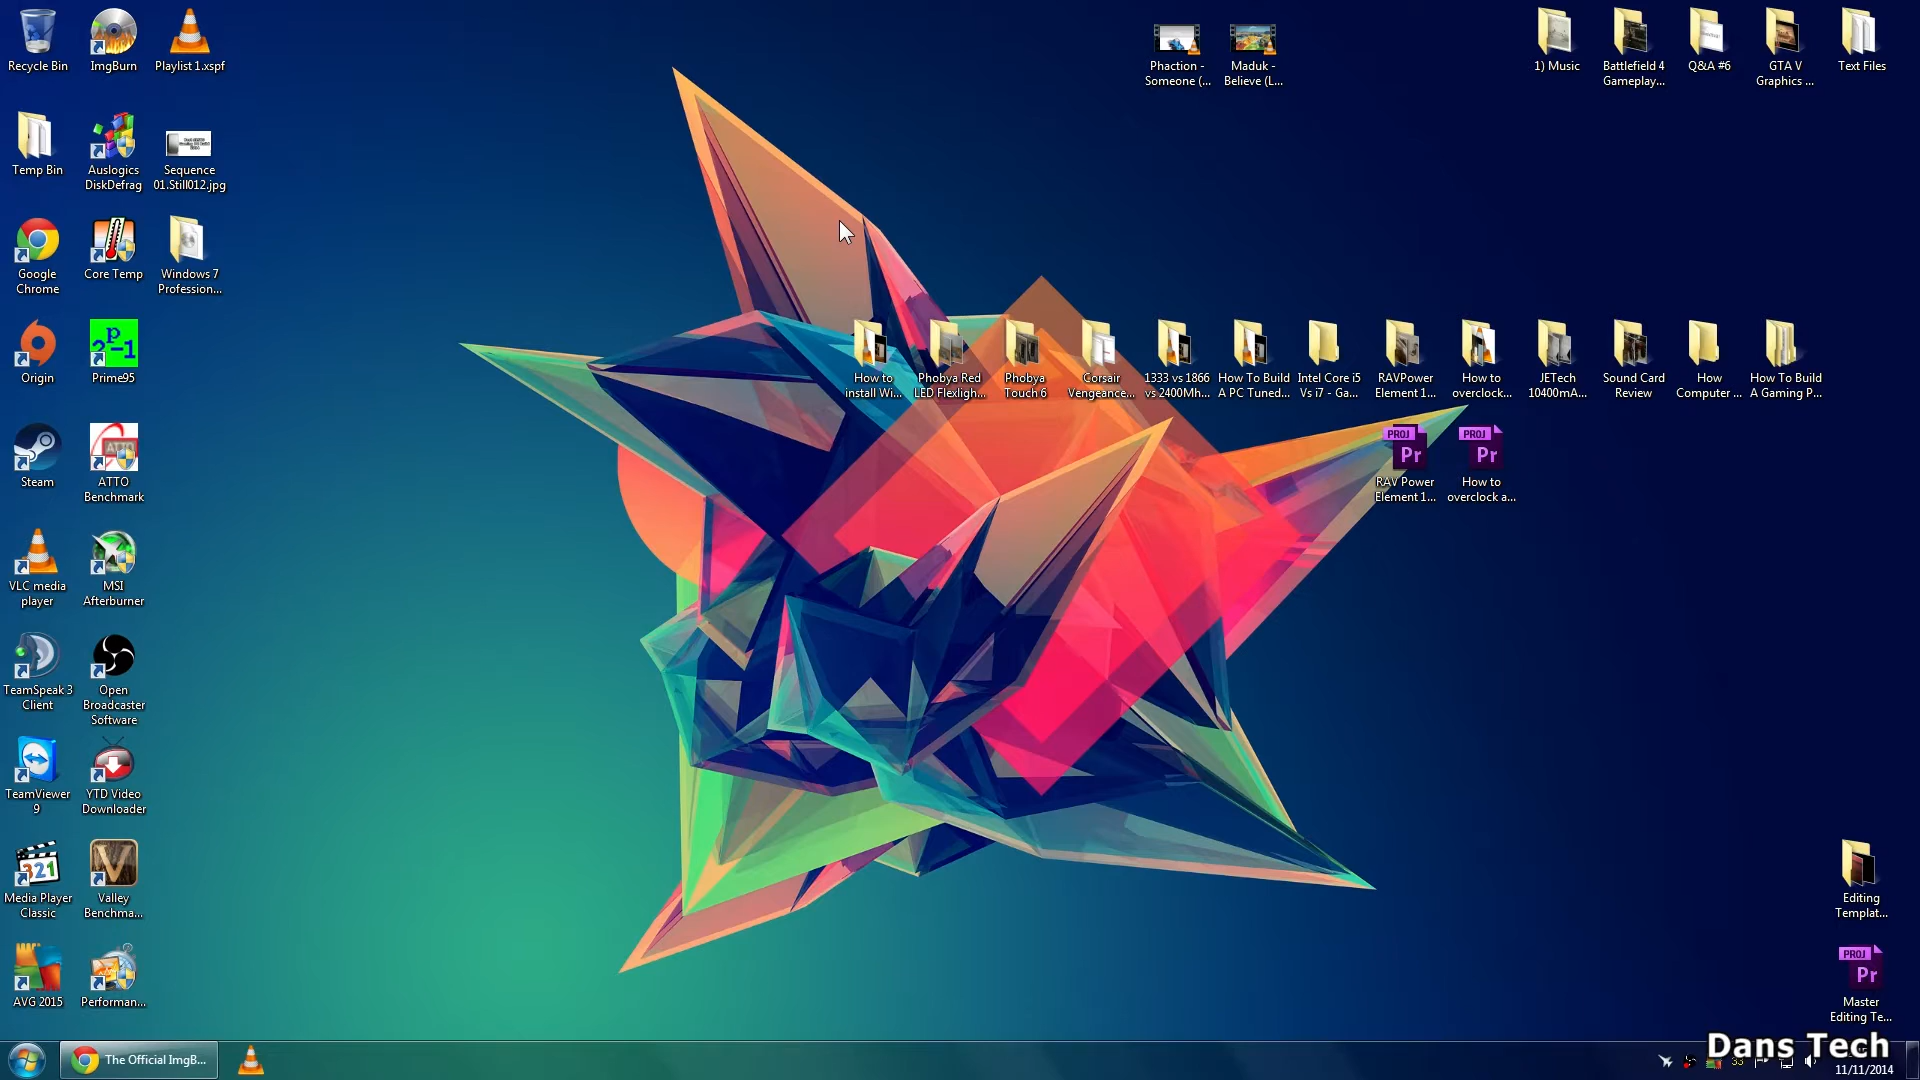 Recycle Bin
ImgBurn
Playlist 1.xspf
Phaction -
Someone (...
Maduk -
Believe (L...
1) Music
Battlefield 4
Gameplay...
Q&A #6
GTA V
Graphics ...
Text Files
Temp Bin
Auslogics
DiskDefrag
Sequence
01.Still012.jpg
Google
Chrome
Core Temp
Windows 7
Profession...
Origin
Prime95
How to
install Wi...
Phobya Red
LED Flexligh...
Phobya
Touch 6
Corsair
Vengeance...
1333 vs 1866
vs 2400Mh...
How To Build
A PC Tuned...
Intel Core i5
Vs i7 - Ga...
RAVPower
Element 1...
How to
overclock...
JETech
10400mA...
Sound Card
Review
How
Computer ...
How To Build
A Gaming P...
Steam
ATTO
Benchmark
PROJ
Pr
RAV Power
Element 1...
PROJ
Pr
How to
overclock a...
VLC media
player
MSI
Afterburner
TeamSpeak 3
Client
Open
Broadcaster
Software
TeamViewer
9
YTD Video
Downloader
Media Player
Classic
Valley
Benchma...
Editing
Templat...
AVG 2015
Performan...
PROJ
Pr
Master
Editing Te...
The Official ImgB...
33
Dans Tech
11/11/2014